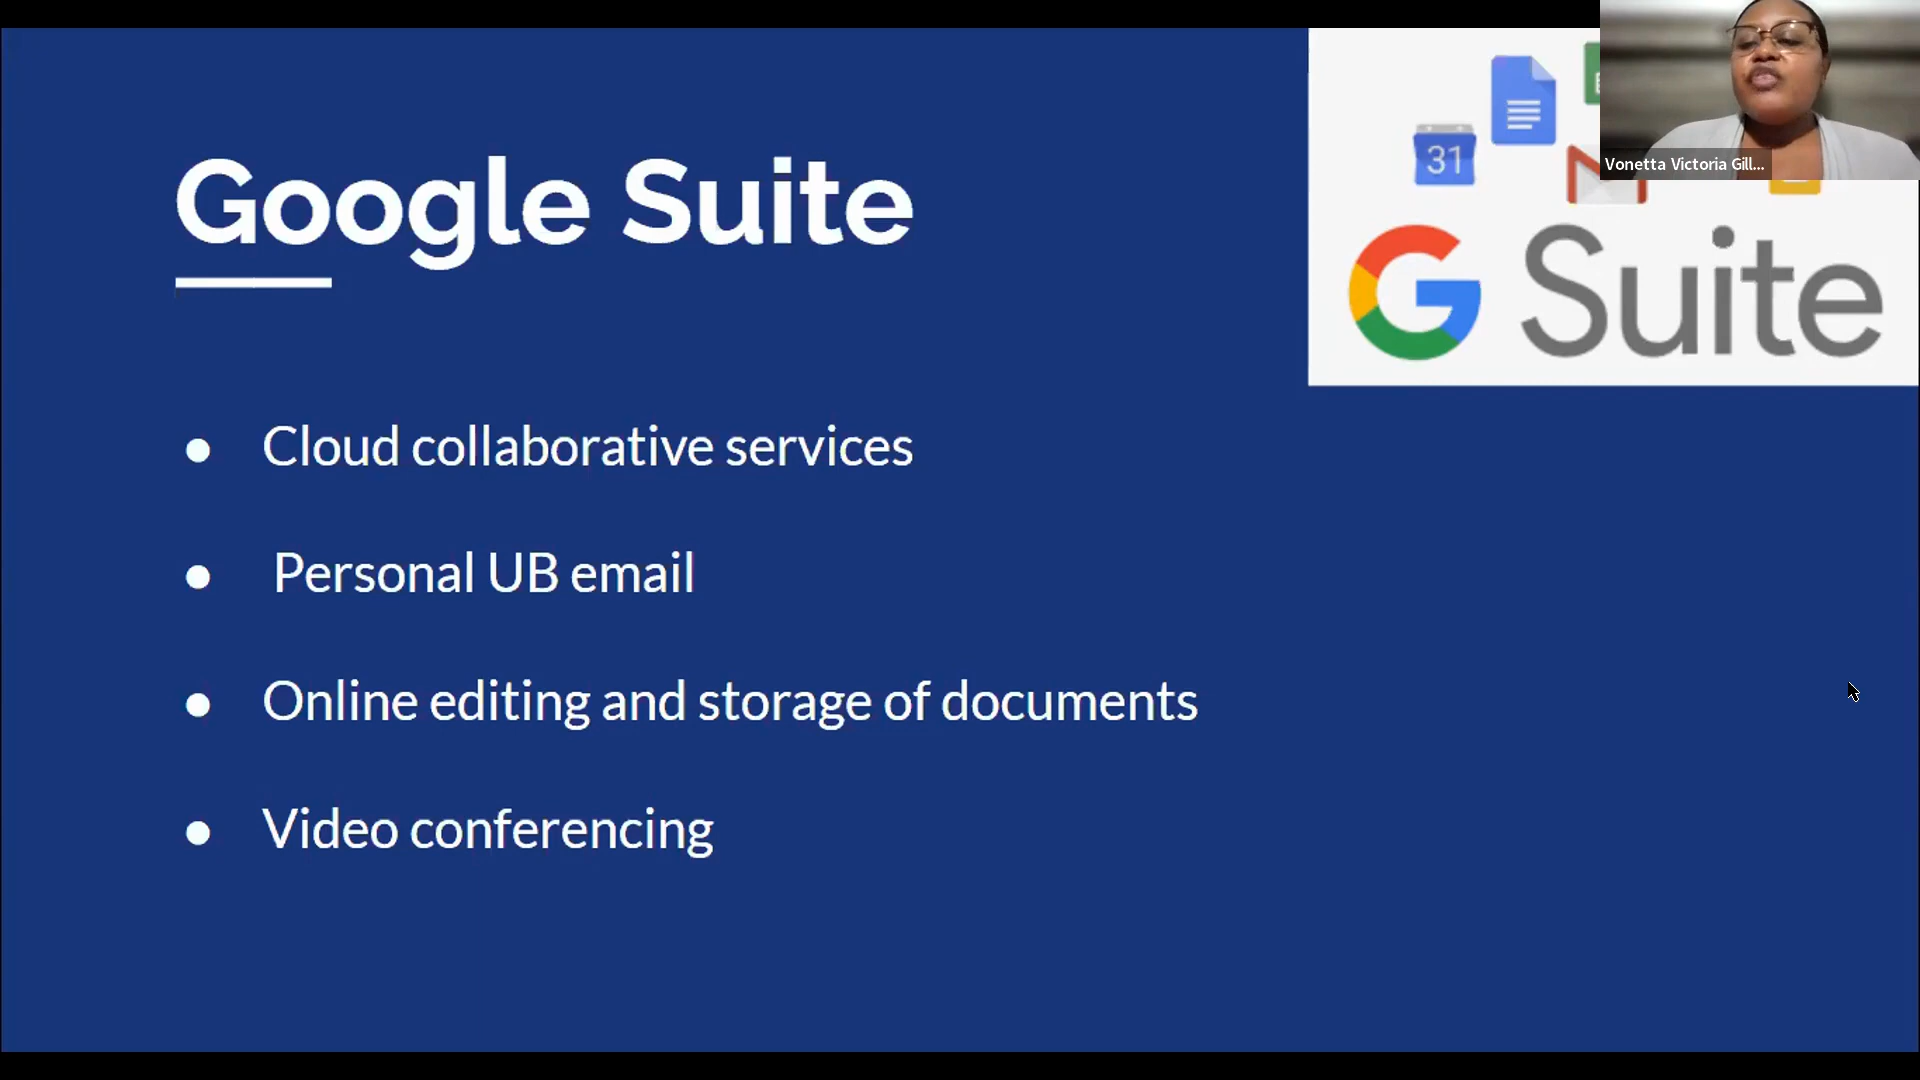 Google Suite
31
Vonetta Victoria Gill...
G Suite
● Cloud collaborative services
● Personal UB email
● Online editing and storage of documents
● Video conferencing